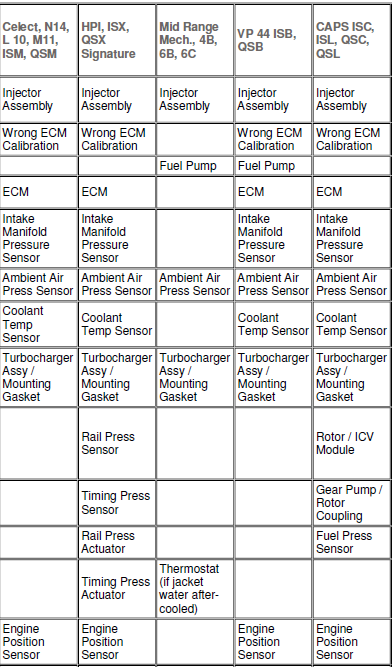 Celect, N14, L 10, M11, ISM, QSM
HPI, ISX, QSX Signature
Mid Range Mech., 4B, 6B, 6C
VP 44 ISB, QSB
CAPS ISC, ISL, QSC, QSL
Injector Assembly
Injector Assembly
Injector Assembly
Injector Assembly
Injector Assembly
Wrong ECM Calibration
Wrong ECM Calibration
Wrong ECM Calibration
Wrong ECM Calibration
Fuel Pump
Fuel Pump
ECM
ECM
ECM
ECM
Intake Manifold Pressure Sensor
Intake Manifold Pressure Sensor
Intake Manifold Pressure Sensor
Intake Manifold Pressure Sensor
Ambient Air Press Sensor
Ambient Air Press Sensor
Ambient Air Press Sensor
Ambient Air Press Sensor
Ambient Air Press Sensor
Coolant Temp Sensor
Coolant Temp Sensor
Coolant Temp Sensor
Coolant Temp Sensor
Turbocharger Assy / Mounting Gasket
Turbocharger Assy / Mounting Gasket
Turbocharger Assy / Mounting Gasket
Turbocharger Assy / Mounting Gasket
Turbocharger Assy / Mounting Gasket
Rail Press Sensor
Rotor / ICV Module
Timing Press Sensor
Gear Pump / Rotor Coupling
Rail Press Actuator
Fuel Press Sensor
Timing Press Actuator
Thermostat (if jacket water after-cooled)
Engine Position Sensor
Engine Position Sensor
Engine Position Sensor
Engine Position Sensor